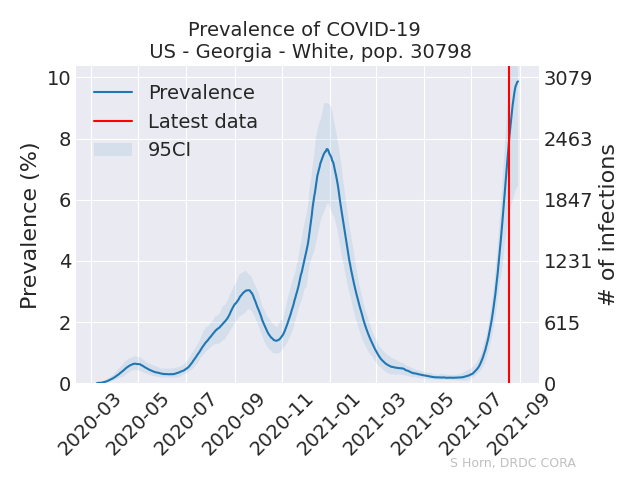 Prevalence of COVID-19
US - Georgia - White, pop. 30798
Prevalence (%)
10
8
6
4
2
0
Prevalence
Latest data
95CI
3079
2463
1847
1231
615
0
# of infections
2020-03
2020-05
2020-07
2020-09
2020-11
2021-01
2021-03
2021-05
2021-07
2021-09
S Horn, DRDC CORA